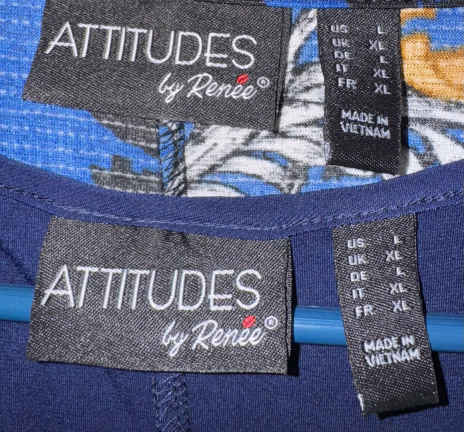 ATTITUDES
by Renée®
US L
UK XL
DE L
IT XL
FR XL
MADE IN
VIETNAM
ATTITUDES
by Renée®
US L
UK XL
DE L
IT XL
FR XL
MADE IN
VIETNAM